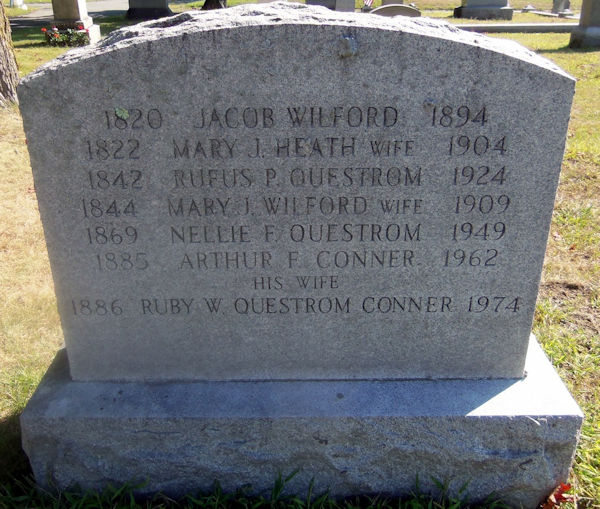 1820 JACOB WILFORD 1894
1822 MARY J. HEATH WIFE 1904
1842 RUFUS P. QUESTROM 1924
1844 MARY J. WILFORD WIFE 1909
1869 NELLIE F. QUESTROM 1949
1885 ARTHUR F. CONNER 1962
HIS WIFE
1886 RUBY W. QUESTROM CONNER 1974